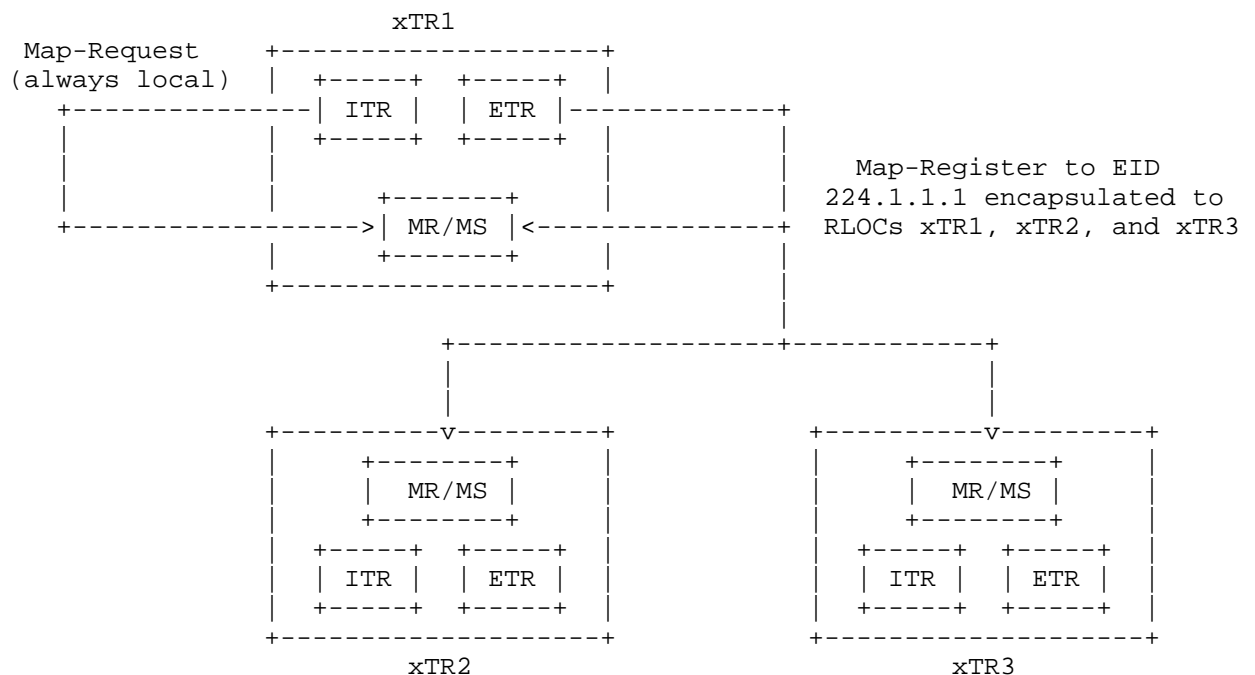 xTR1
Map-Request
(always local)
ITR ETR
Map-Register to EID
224.1.1.1 encapsulated to
MR/MS
RLOCs xTR1, xTR2, and xTR3
MR/MS MR/MS
ITR ETR ITR ETR
xTR2 xTR3